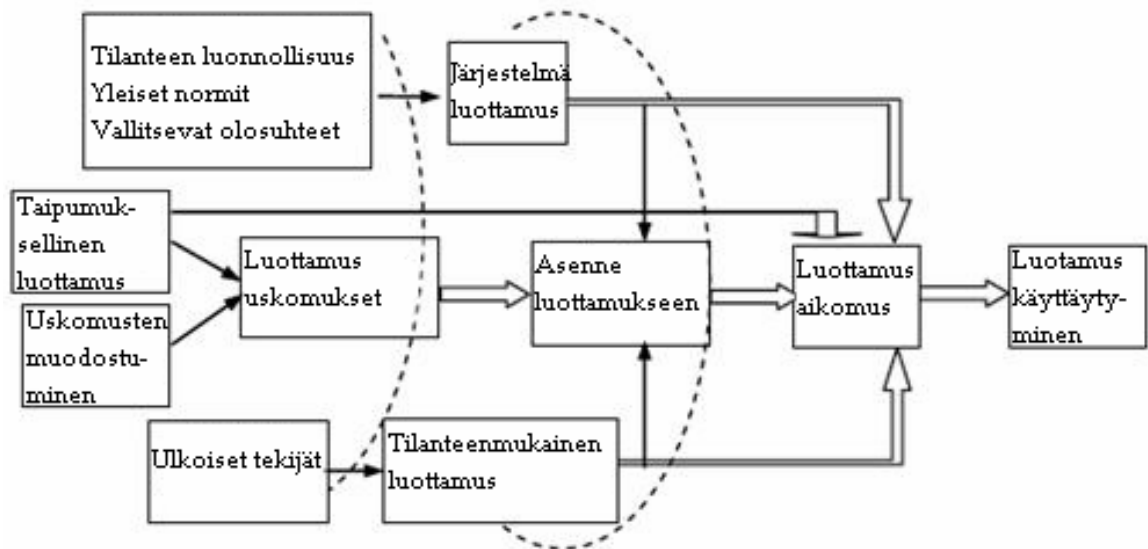 Tilanteen luonnollisuus
Yleiset normit
Vallitsevat olosuhteet
Järjestelmä
luottamus
Taipumuk-
sellinen
luottamus
Luottamus
uskomukset
Asenne
luottamukseen
Luottamus
aikomus
Luotamus
käyttäyty-
minen
Uskomusten
muodostu-
minen
Ulkoiset tekijät
Tilanteenmukainen
luottamus